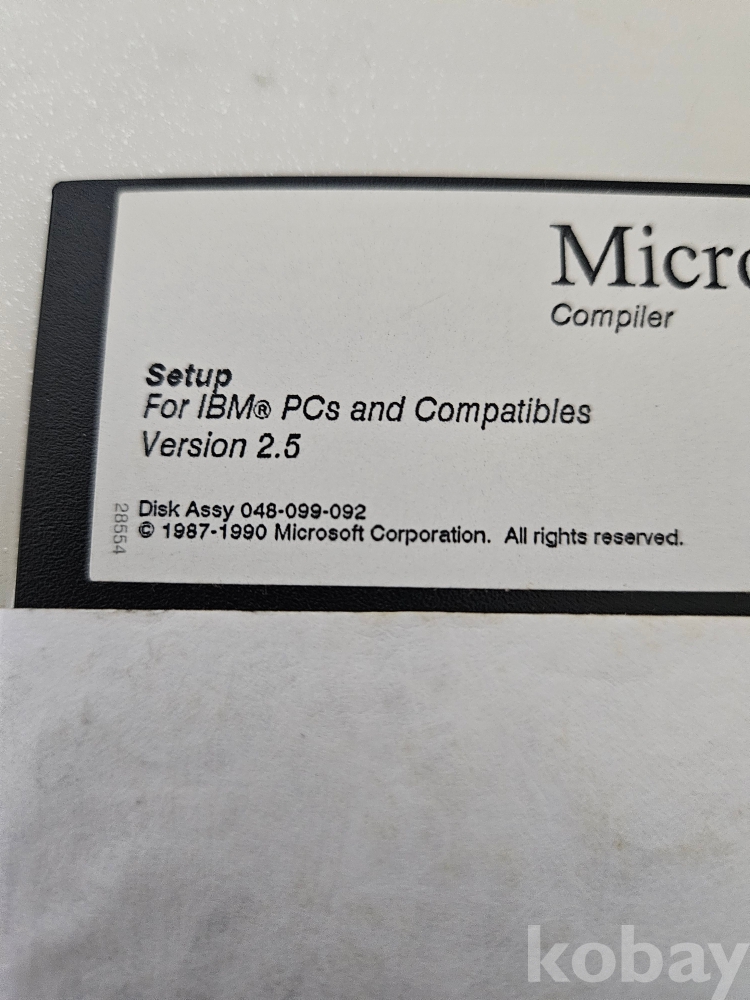 Micro
Compiler
Setup
For IBM® PCs and Compatibles
Version 2.5
Disk Assy 048-099-092
© 1987-1990 Microsoft Corporation. All rights reserved.
28554
kobay